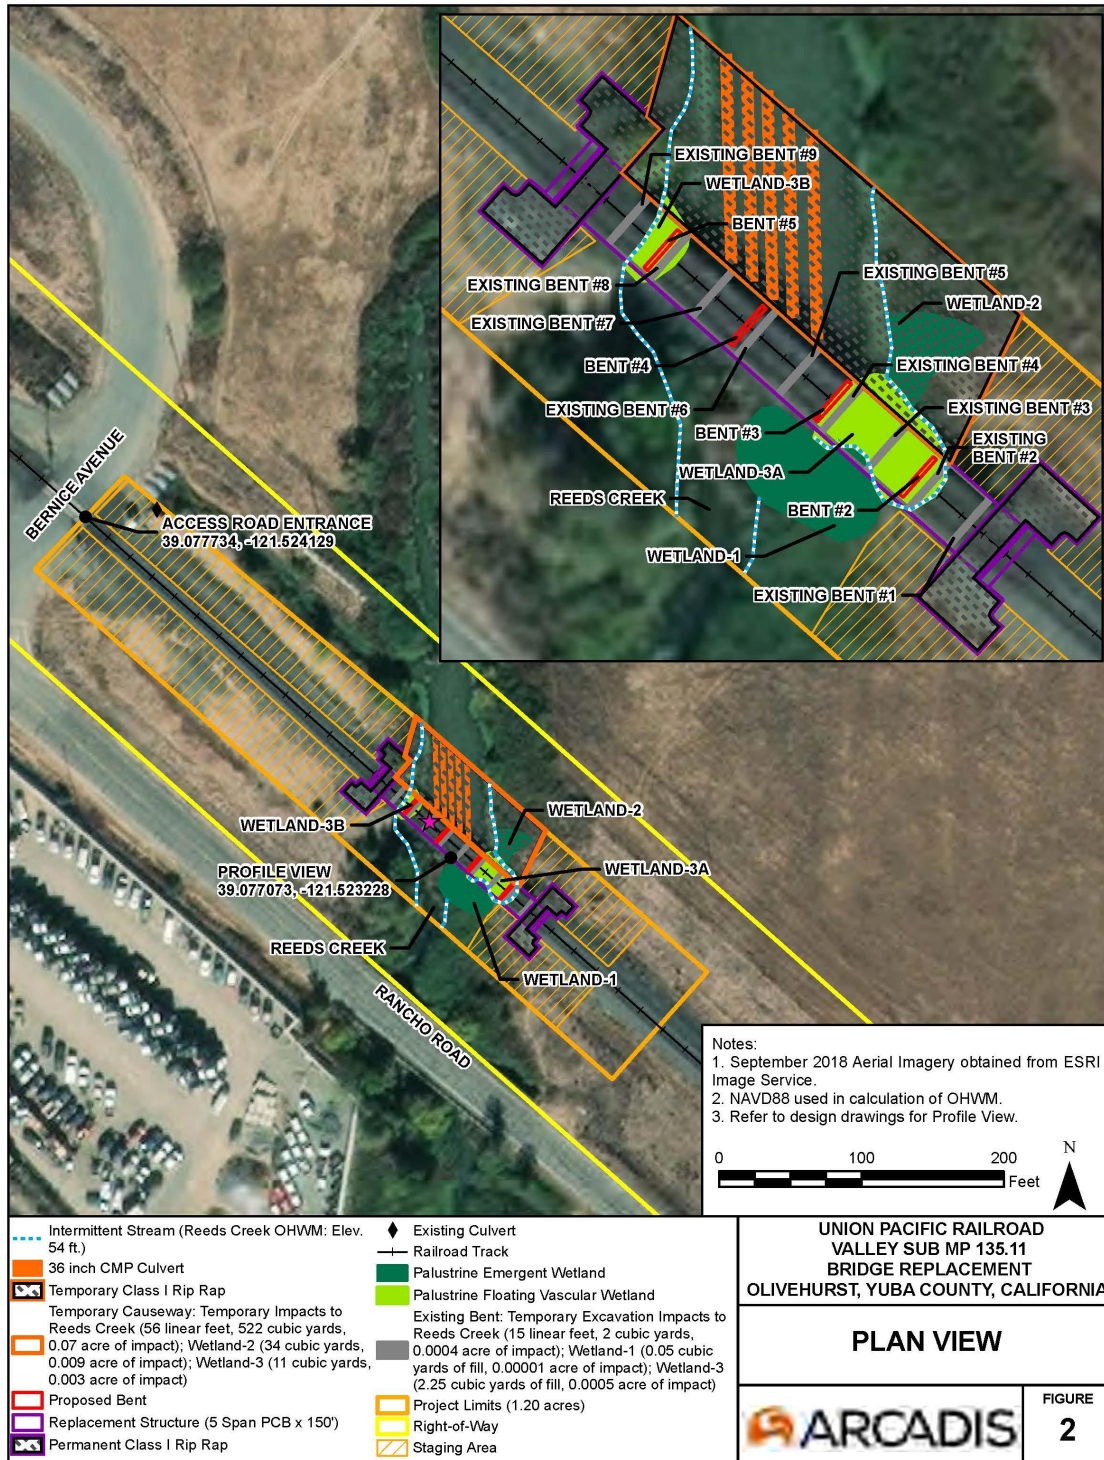 EXISTING BENT #9
WETLAND-3B
BENT #5
EXISTING BENT #8
EXISTING BENT #5
WETLAND-2
EXISTING BENT #7
BENT #4
EXISTING BENT #4
EXISTING BENT #6
EXISTING BENT #3
BENT #3
EXISTING
BENT #2
WETLAND-3A
REEDS CREEK
BENT #2
WETLAND-1
EXISTING BENT #1
BERNICE AVENUE
ACCESS ROAD ENTRANCE
39.077734, -121.524129
WETLAND-3B
WETLAND-2
PROFILE VIEW
39.077073, -121.523228
WETLAND-3A
REEDS CREEK
WETLAND-1
RANCHO ROAD
Notes:
1. September 2018 Aerial Imagery obtained from ESRI
Image Service.
2. NAVD88 used in calculation of OHWM.
3. Refer to design drawings for Profile View.
0 100 200
Feet
N
Intermittent Stream (Reeds Creek OHWM: Elev.
54 ft.)
36 inch CMP Culvert
Temporary Class I Rip Rap
Temporary Causeway: Temporary Impacts to
Reeds Creek (56 linear feet, 522 cubic yards,
0.07 acre of impact); Wetland-2 (34 cubic yards,
0.009 acre of impact); Wetland-3 (11 cubic yards,
0.003 acre of impact)
Proposed Bent
Replacement Structure (5 Span PCB x 150')
Permanent Class I Rip Rap
Existing Culvert
Railroad Track
Palustrine Emergent Wetland
Palustrine Floating Vascular Wetland
Existing Bent: Temporary Excavation Impacts to
Reeds Creek (15 linear feet, 2 cubic yards,
0.0004 acre of impact); Wetland-1 (0.05 cubic
yards of fill, 0.00001 acre of impact); Wetland-3
(2.25 cubic yards of fill, 0.0005 acre of impact)
Project Limits (1.20 acres)
Right-of-Way
Staging Area
UNION PACIFIC RAILROAD
VALLEY SUB MP 135.11
BRIDGE REPLACEMENT
OLIVEHURST, YUBA COUNTY, CALIFORNIA
PLAN VIEW
ARCADIS
FIGURE
2